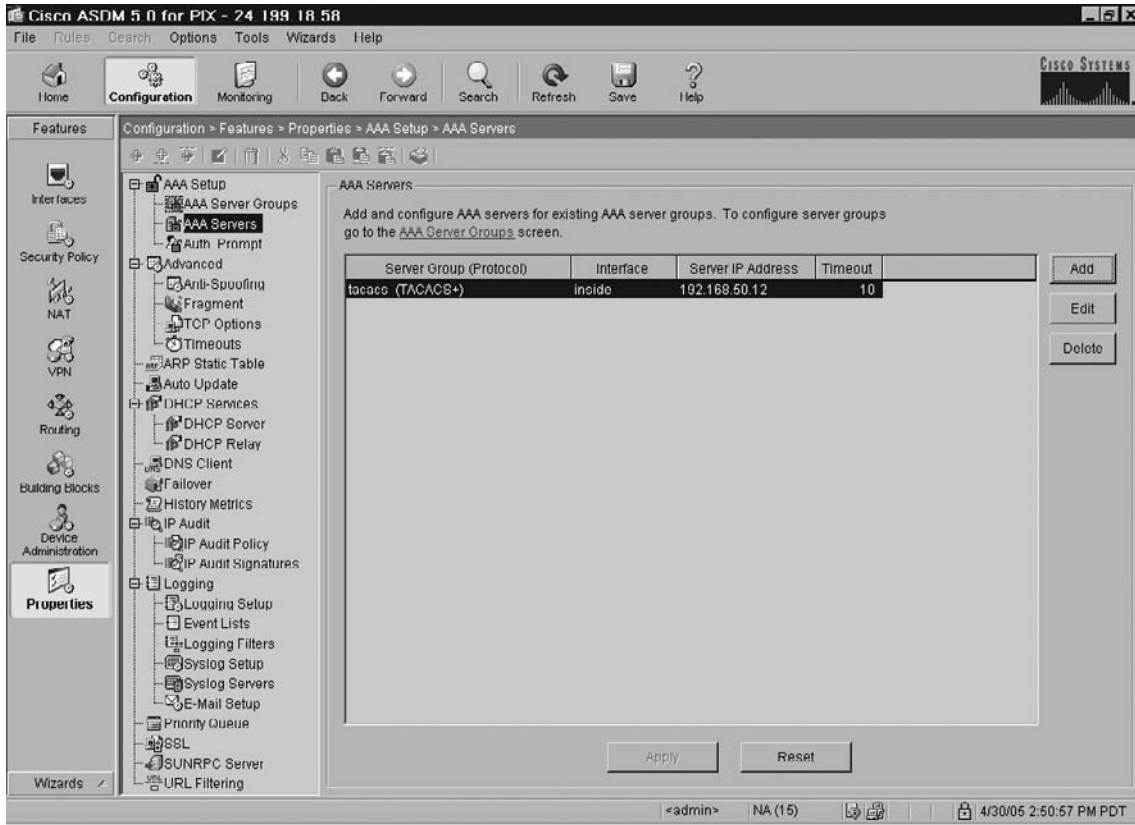 Cisco ASDM 5.0 for PIX - 24.199.18.58
File Rules Search Options Tools Wizards Help
Home
Configuration
Monitoring
Back
Forward
Search
Refresh
Save
Help
CISCO SYSTEMS
Features
Configuration > Features > Properties > AAA Setup > AAA Servers
Interfaces
Security Policy
NAT
VPN
Routing
Building Blocks
Device
Administration
Properties
Wizards
AAA Setup
AAA Server Groups
AAA Servers
Auth. Prompt
Advanced
Anti-Spoofing
Fragment
TCP Options
Timeouts
ARP Static Table
Auto Update
DHCP Services
DHCP Server
DHCP Relay
DNS Client
Failover
History Metrics
IP Audit
IP Audit Policy
IP Audit Signatures
Logging
Logging Setup
Event Lists
Logging Filters
Syslog Setup
Syslog Servers
E-Mail Setup
Priority Queue
SSL
SUNRPC Server
URL Filtering
AAA Servers
Add and configure AAA servers for existing AAA server groups. To configure server groups
go to the AAA Server Groups screen.
Server Group (Protocol) Interface Server IP Address Timeout
tacacs (TACACS+) inside 192.168.50.12 10
Add
Edit
Delete
Apply
Reset
<admin> NA (15) 4/30/05 2:50:57 PM PDT